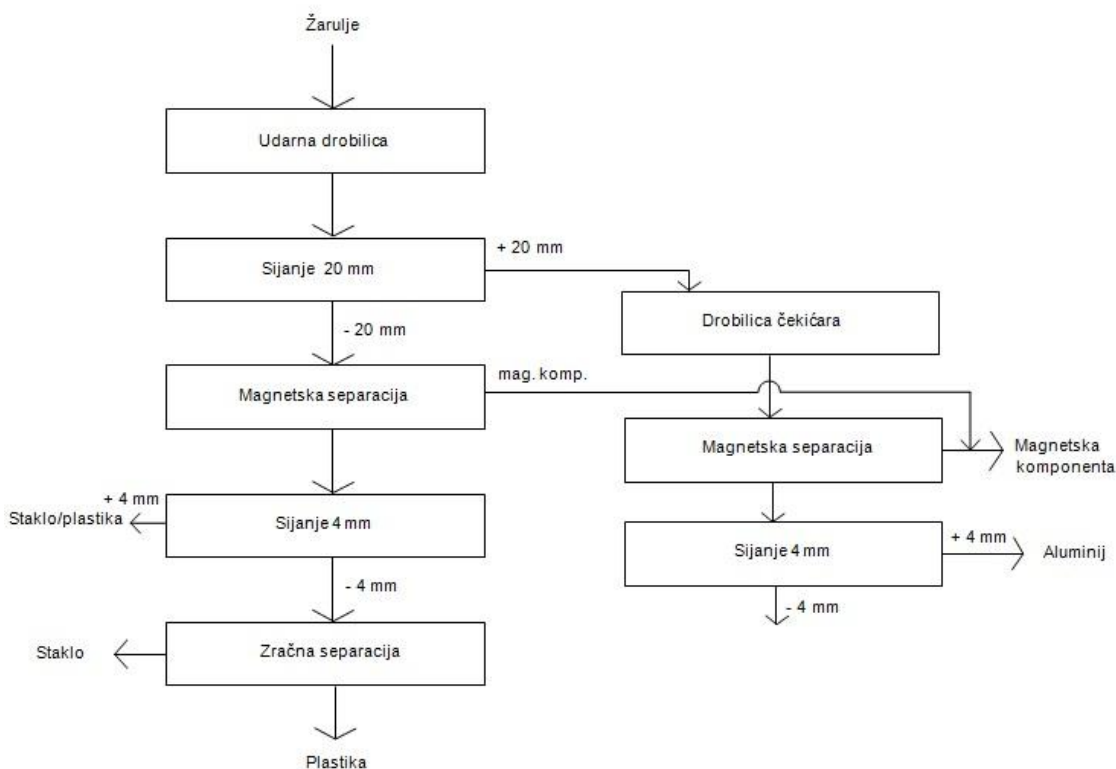 Žarulje
Udarna drobilica
Sijanje 20 mm
+ 20 mm
- 20 mm
Drobilica čekićara
Magnetska separacija
mag. komp.
Magnetska separacija
Magnetska
komponenta
+ 4 mm
Staklo/plastika
Sijanje 4 mm
- 4 mm
Sijanje 4 mm
+ 4 mm
Aluminij
- 4 mm
Staklo
Zračna separacija
Plastika